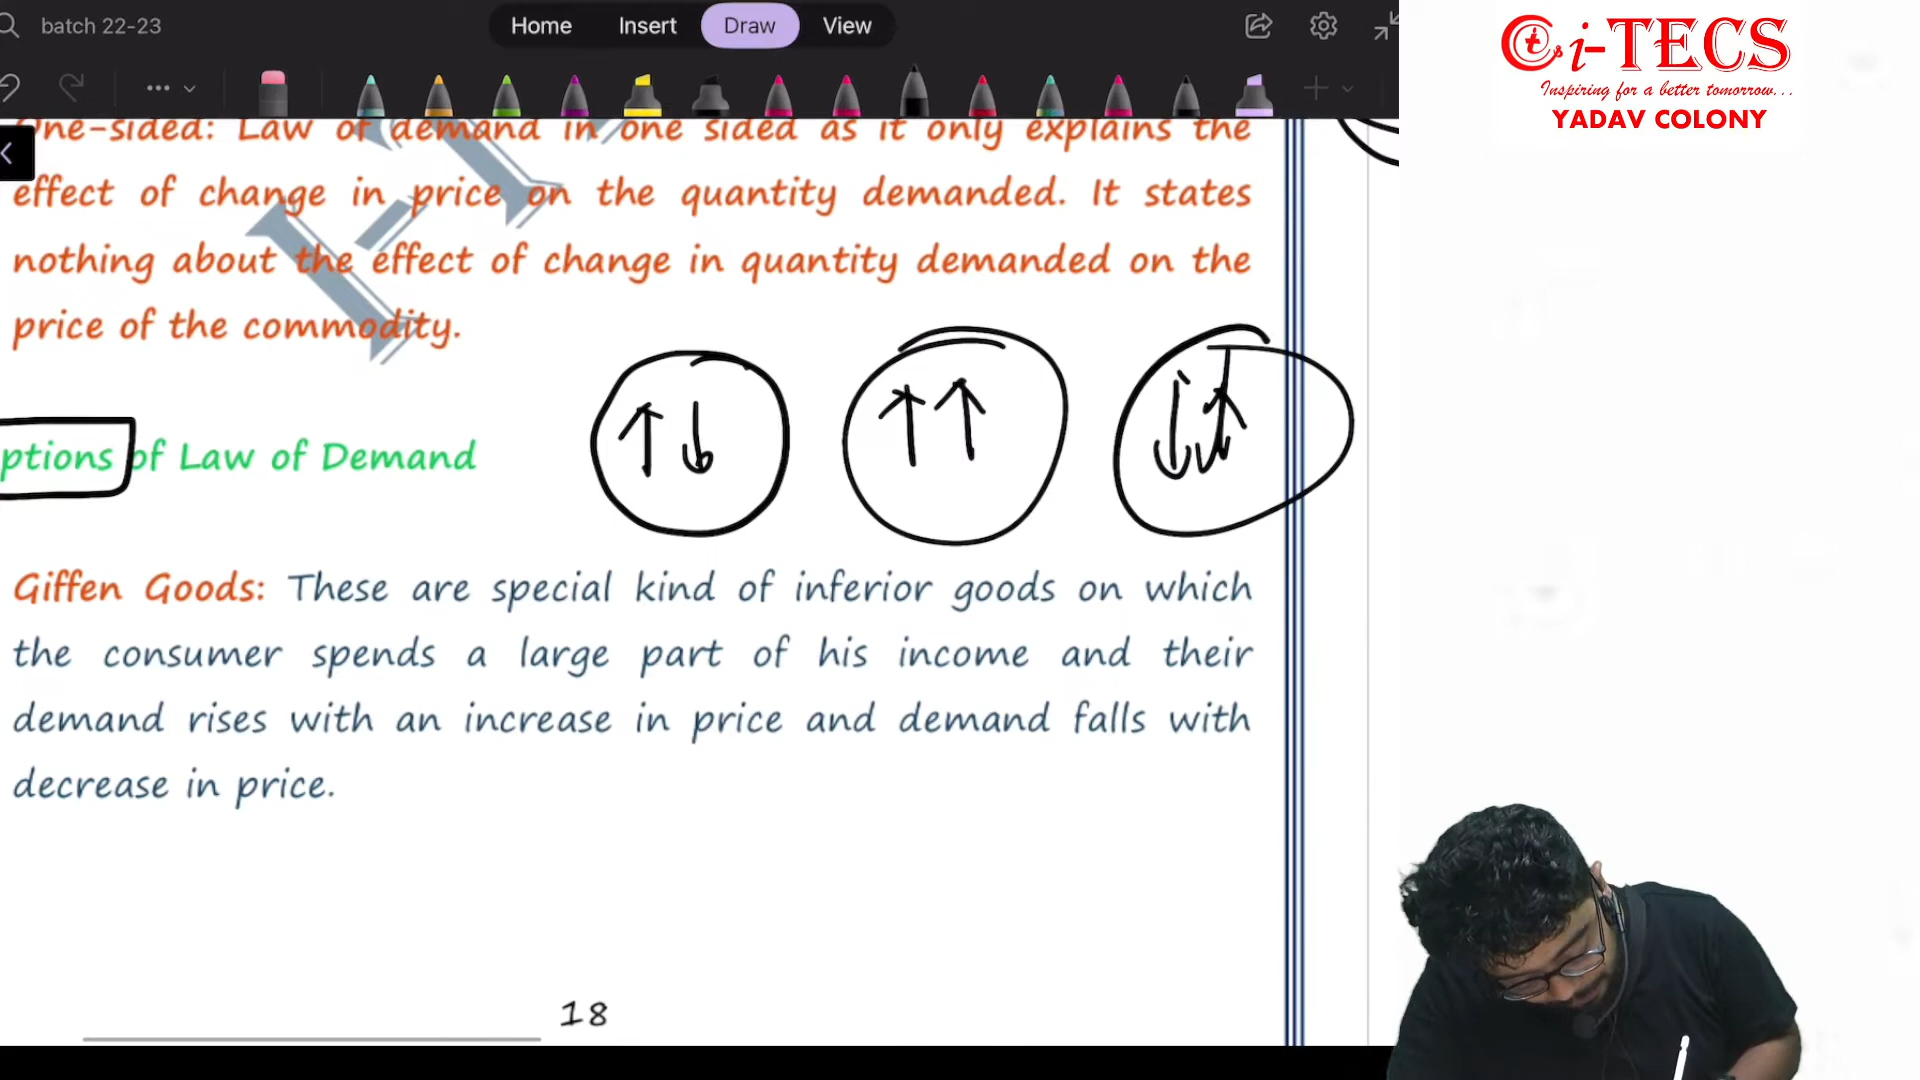 batch 22-23
Home Insert Draw View
i-TECS
Inspiring for a better tomorrow...
YADAV COLONY
One-sided: Law of demand in one sided as it only explains the
effect of change in price on the quantity demanded. It states
nothing about the effect of change in quantity demanded on the
price of the commodity.
ptions of Law of Demand
Giffen Goods: These are special kind of inferior goods on which
the consumer spends a large part of his income and their
demand rises with an increase in price and demand falls with
decrease in price.
18